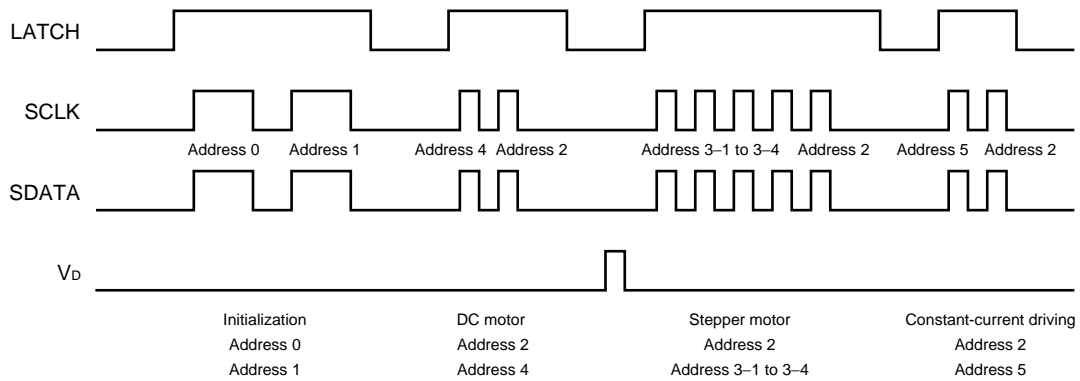 LATCH
SCLK
Address 0 Address 1 Address 4 Address 2 Address 3–1 to 3–4 Address 2 Address 5 Address 2
SDATA
VD
Initialization DC motor Stepper motor Constant-current driving
Address 0 Address 2 Address 2 Address 2
Address 1 Address 4 Address 3–1 to 3–4 Address 5